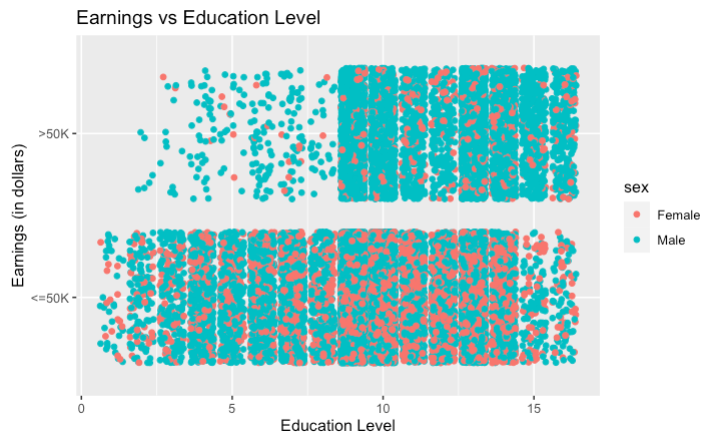 Earnings vs Education Level
Earnings (in dollars)
>50K
<=50K
0
5
10
15
Education Level
sex
Female
Male